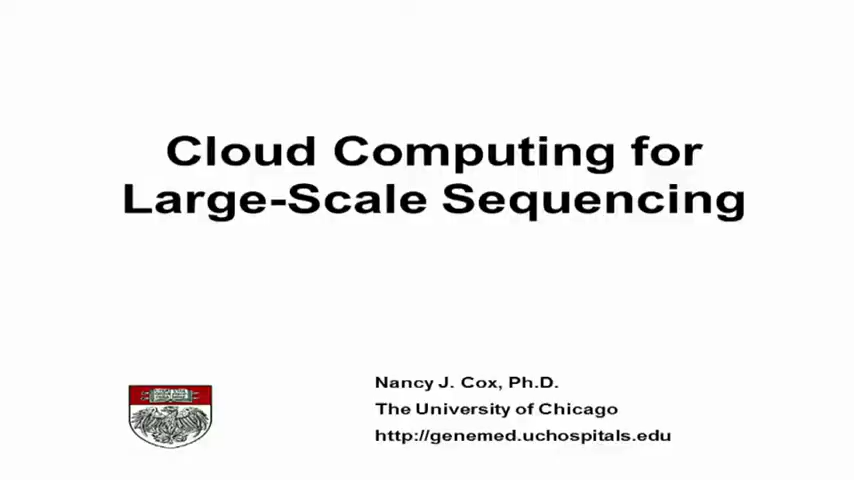 Cloud Computing for
Large-Scale Sequencing
Nancy J. Cox, Ph.D.
The University of Chicago
http://genemed.uchospitals.edu